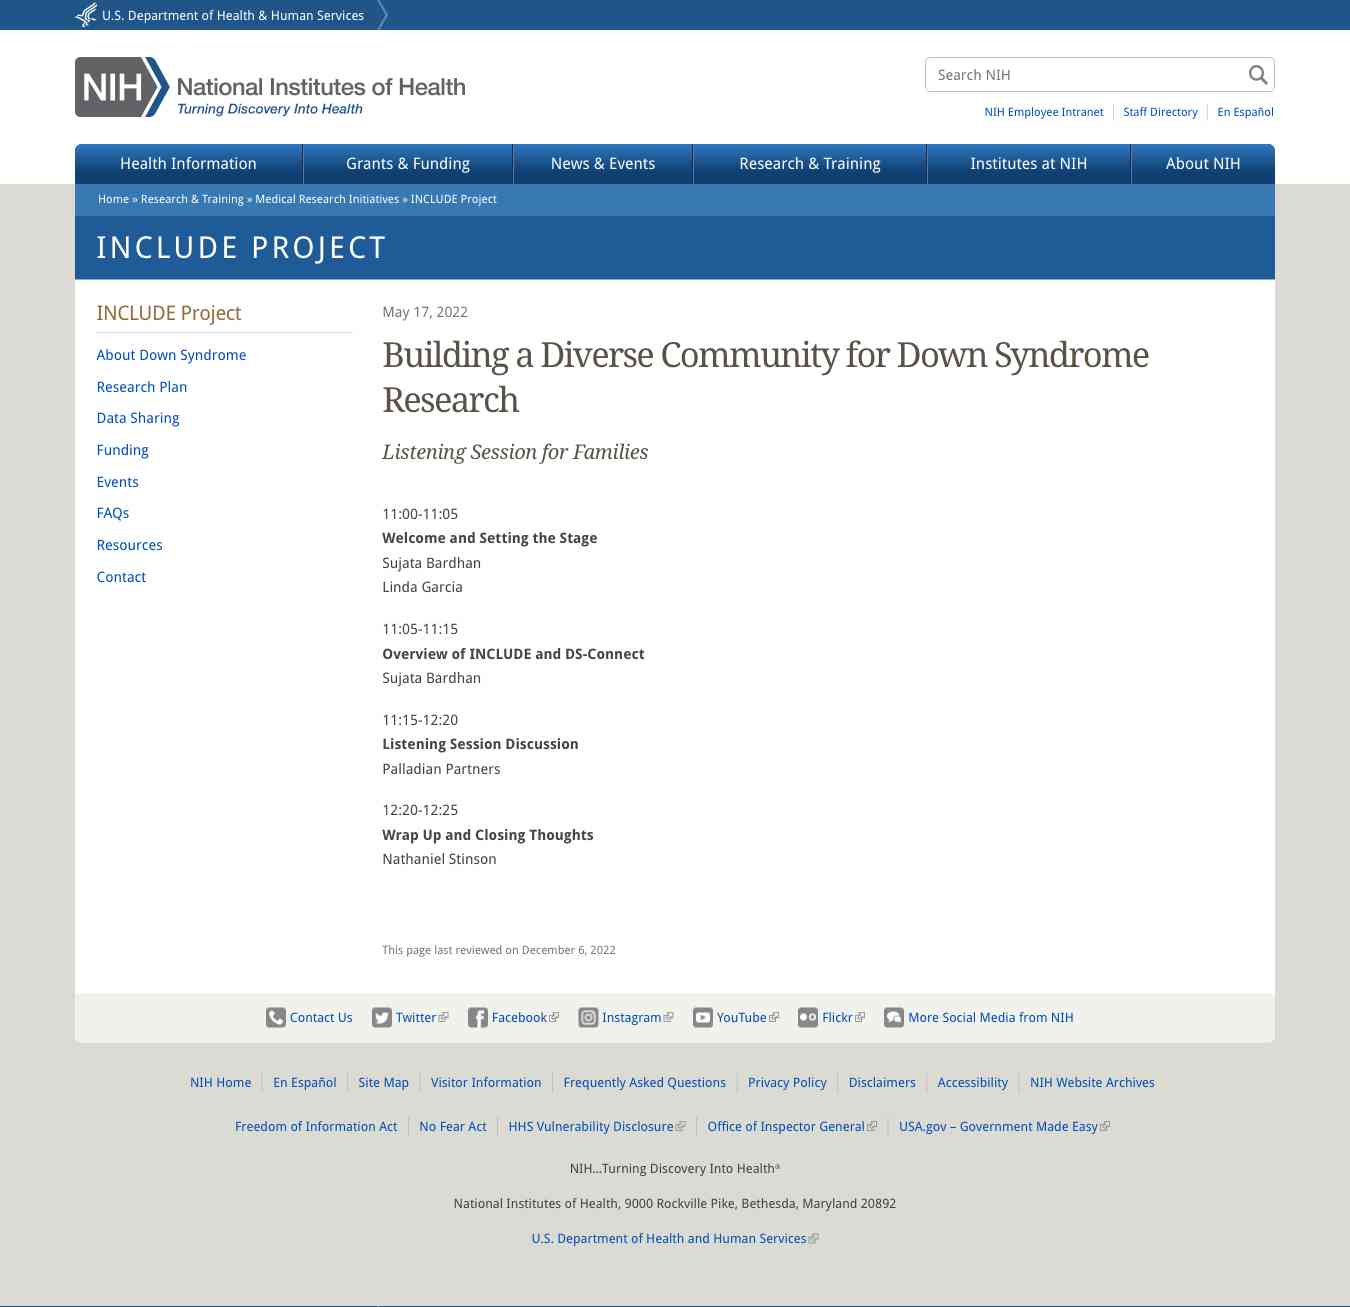 U.S. Department of Health & Human Services
NIH
National Institutes of Health
Turning Discovery Into Health
Search NIH
NIH Employee Intranet
Staff Directory
En Español
Health Information
Grants & Funding
News & Events
Research & Training
Institutes at NIH
About NIH
Home » Research & Training » Medical Research Initiatives » INCLUDE Project
INCLUDE PROJECT
INCLUDE Project
About Down Syndrome
Research Plan
Data Sharing
Funding
Events
FAQs
Resources
Contact
May 17, 2022
Building a Diverse Community for Down Syndrome
Research
Listening Session for Families
11:00-11:05
Welcome and Setting the Stage
Sujata Bardhan
Linda Garcia
11:05-11:15
Overview of INCLUDE and DS-Connect
Sujata Bardhan
11:15-12:20
Listening Session Discussion
Palladian Partners
12:20-12:25
Wrap Up and Closing Thoughts
Nathaniel Stinson
This page last reviewed on December 6, 2022
Contact Us
Twitter
Facebook
Instagram
YouTube
Flickr
More Social Media from NIH
NIH Home
En Español
Site Map
Visitor Information
Frequently Asked Questions
Privacy Policy
Disclaimers
Accessibility
NIH Website Archives
Freedom of Information Act
No Fear Act
HHS Vulnerability Disclosure
Office of Inspector General
USA.gov – Government Made Easy
NIH…Turning Discovery Into Health®
National Institutes of Health, 9000 Rockville Pike, Bethesda, Maryland 20892
U.S. Department of Health and Human Services